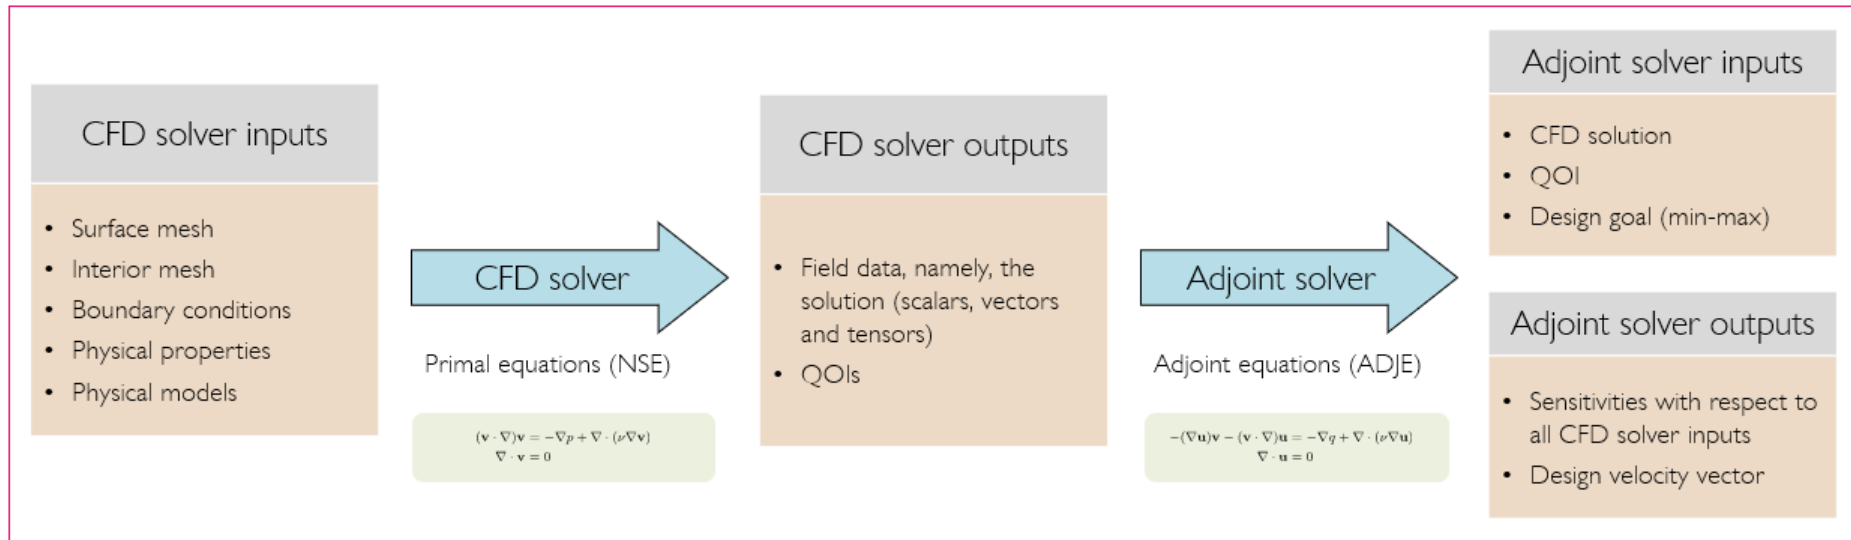 CFD solver inputs
• Surface mesh
• Interior mesh
• Boundary conditions
• Physical properties
• Physical models
CFD solver
Primal equations (NSE)
(v · ∇)v = −∇p + ∇ · (ν∇v)
∇ · v = 0
CFD solver outputs
• Field data, namely, the
solution (scalars, vectors
and tensors)
• QOIs
Adjoint solver
Adjoint equations (ADJE)
−(∇u)v − (v · ∇)u = −∇q + ∇ · (ν∇u)
∇ · u = 0
Adjoint solver inputs
• CFD solution
• QOI
• Design goal (min-max)
Adjoint solver outputs
• Sensitivities with respect to
all CFD solver inputs
• Design velocity vector